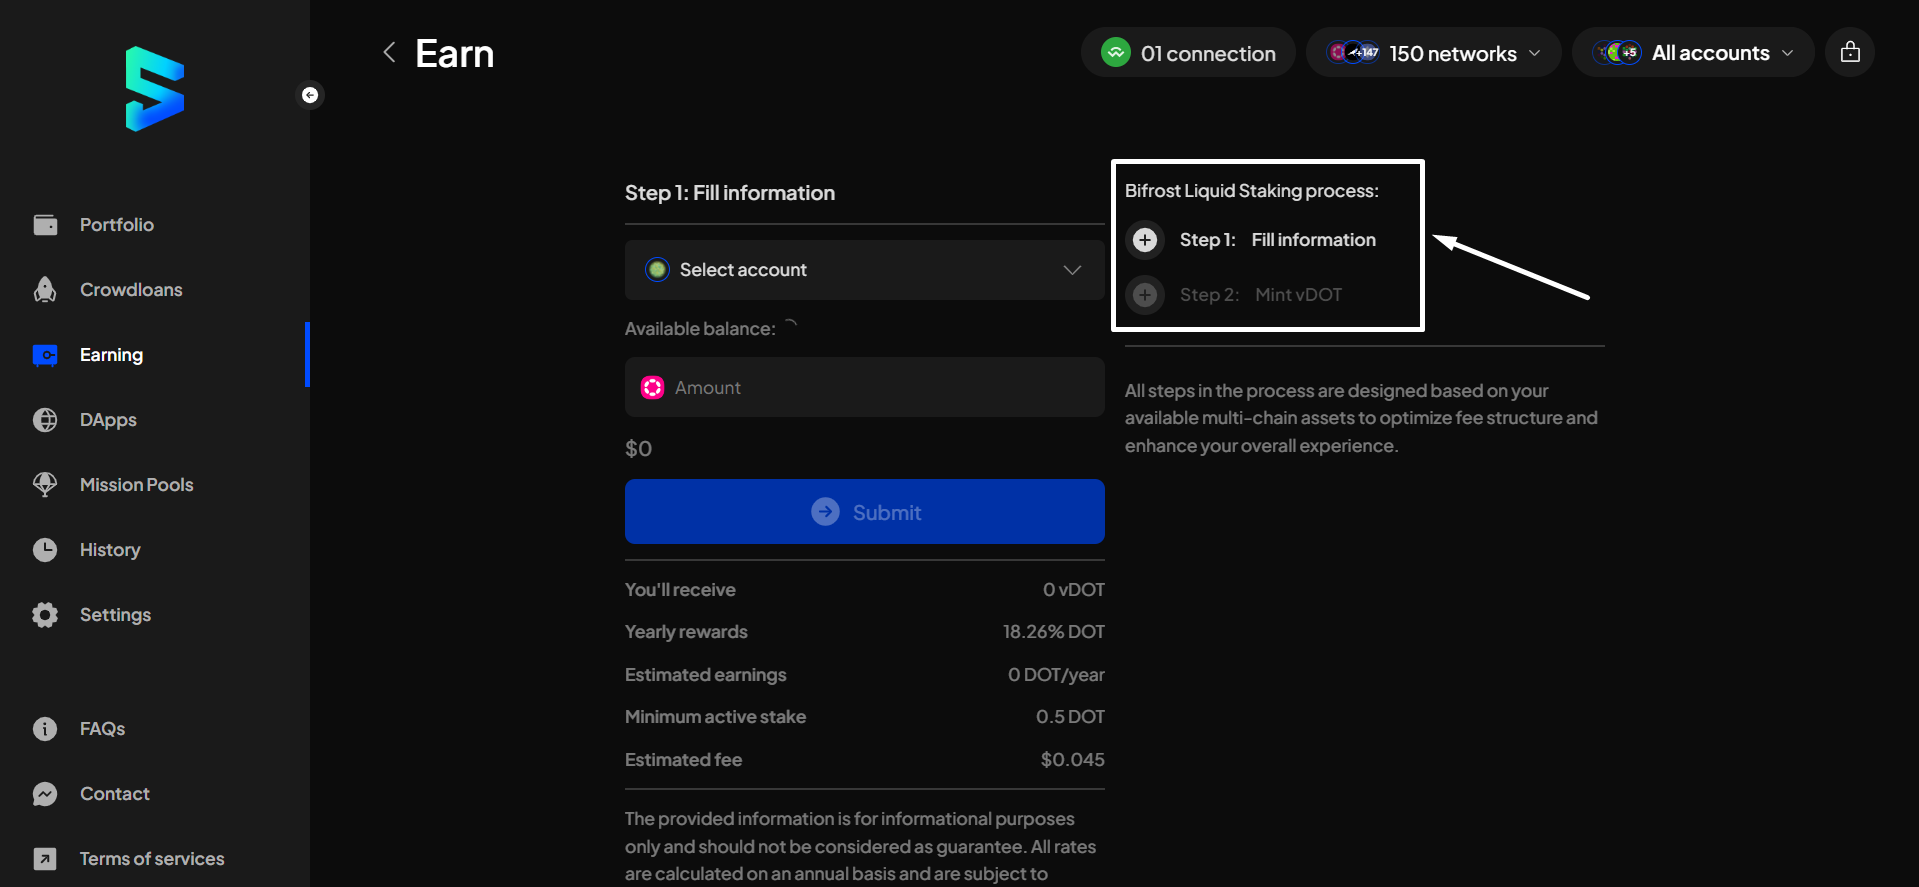 Earn
01 connection
+147
150 networks
+5
All accounts
Portfolio
Crowdloans
Earning
DApps
Mission Pools
History
Settings
FAQs
Contact
Terms of services
Step 1: Fill information
Select account
Available balance:
Amount
$0
Submit
You'll receive 0 vDOT
Yearly rewards 18.26% DOT
Estimated earnings 0 DOT/year
Minimum active stake 0.5 DOT
Estimated fee $0.045
The provided information is for informational purposes
only and should not be considered as guarantee. All rates
are calculated on an annual basis and are subject to
Bifrost Liquid Staking process:
Step 1: Fill information
Step 2: Mint vDOT
All steps in the process are designed based on your
available multi-chain assets to optimize fee structure and
enhance your overall experience.